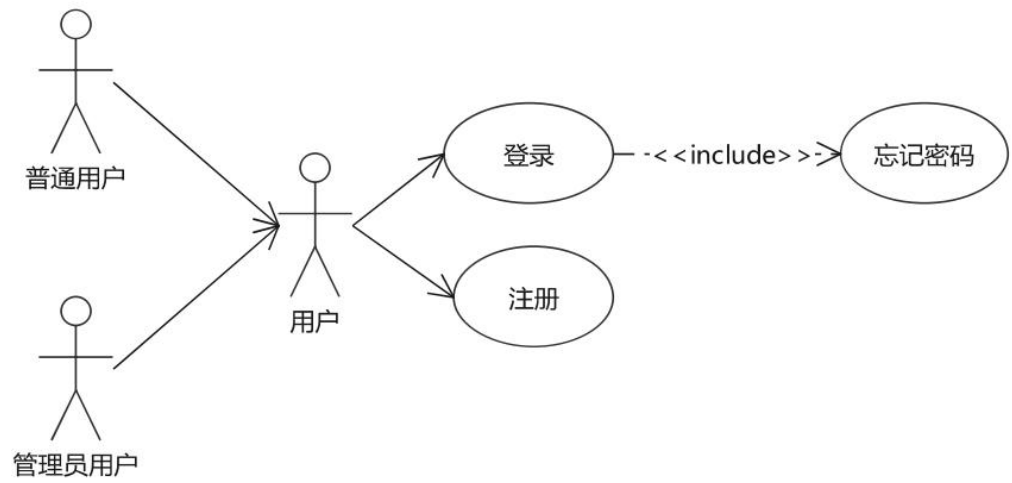 普通用户
登录
<<include>>
忘记密码
用户
注册
管理员用户